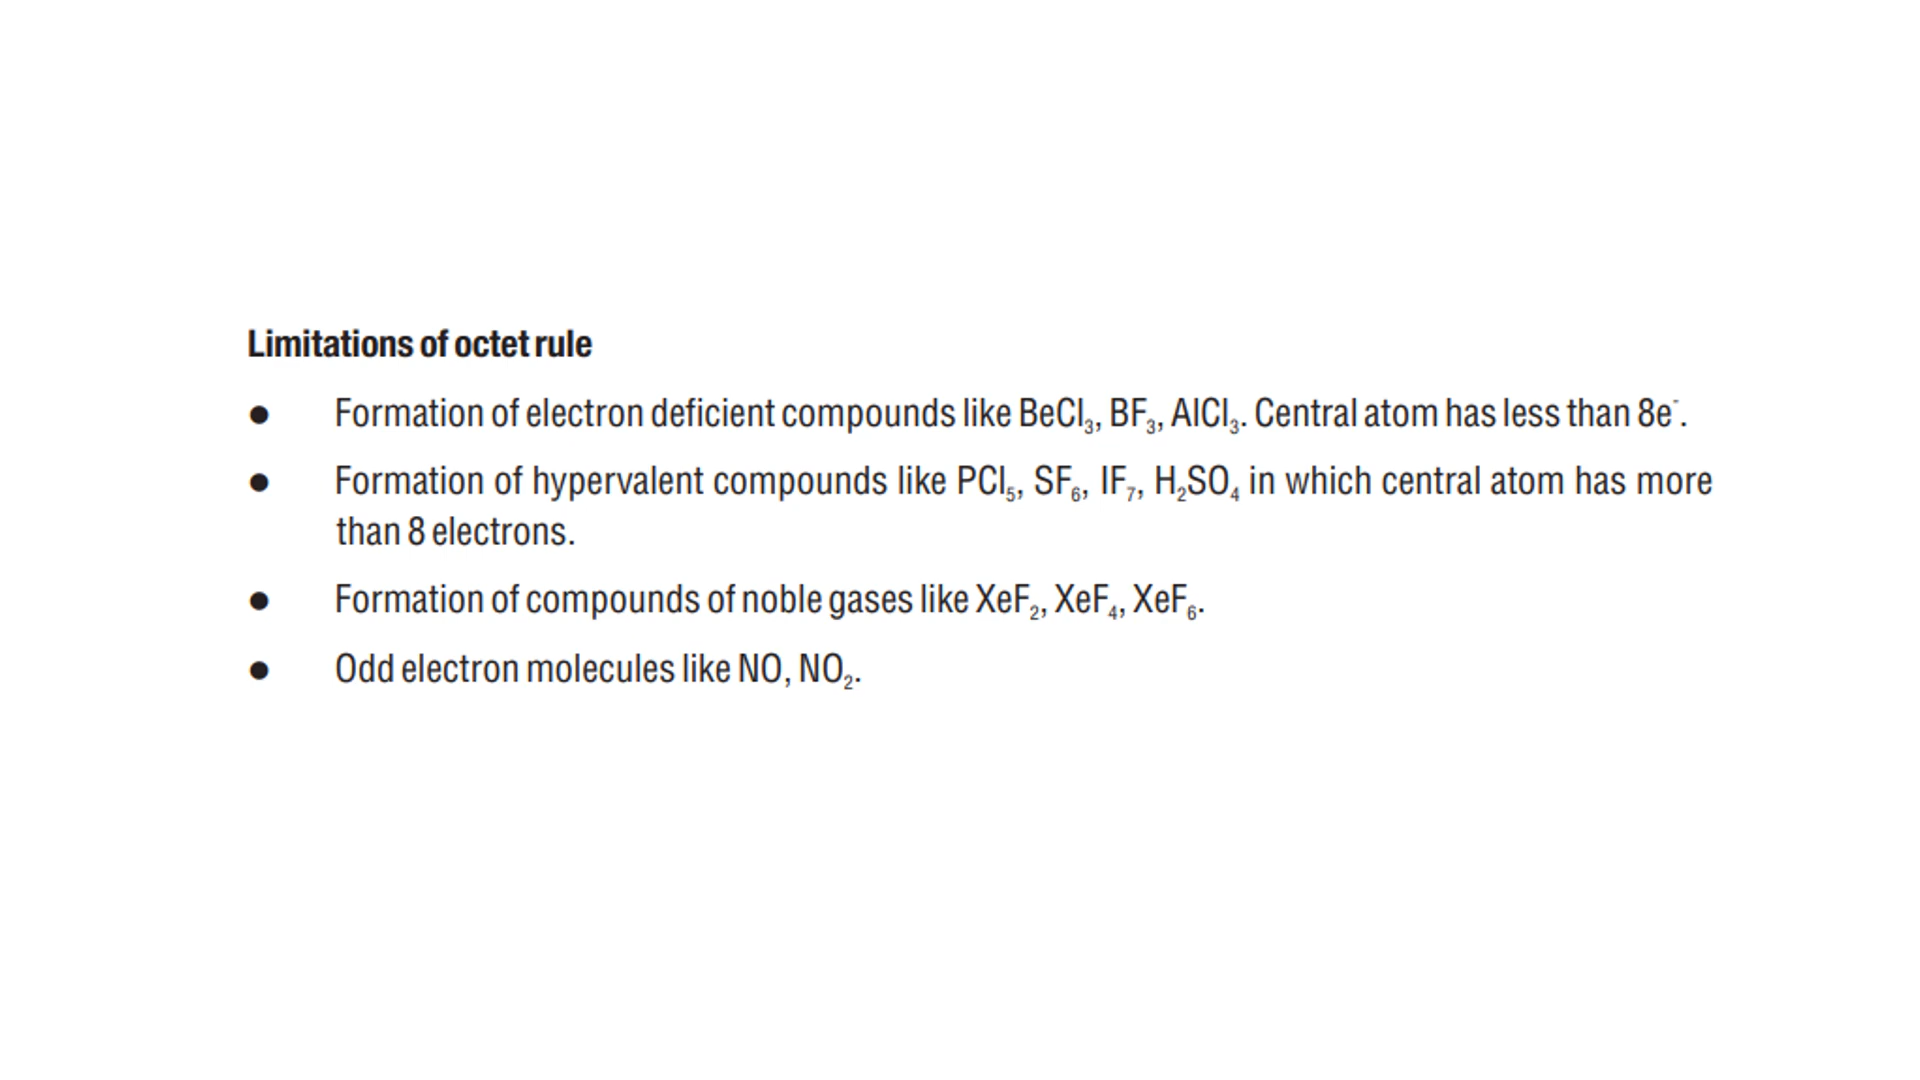 Limitations of octet rule
● Formation of electron deficient compounds like BeCl₃, BF₃, AlCl₃. Central atom has less than 8e⁻.
● Formation of hypervalent compounds like PCl₅, SF₆, IF₇, H₂SO₄ in which central atom has more
than 8 electrons.
● Formation of compounds of noble gases like XeF₂, XeF₄, XeF₆.
● Odd electron molecules like NO, NO₂.